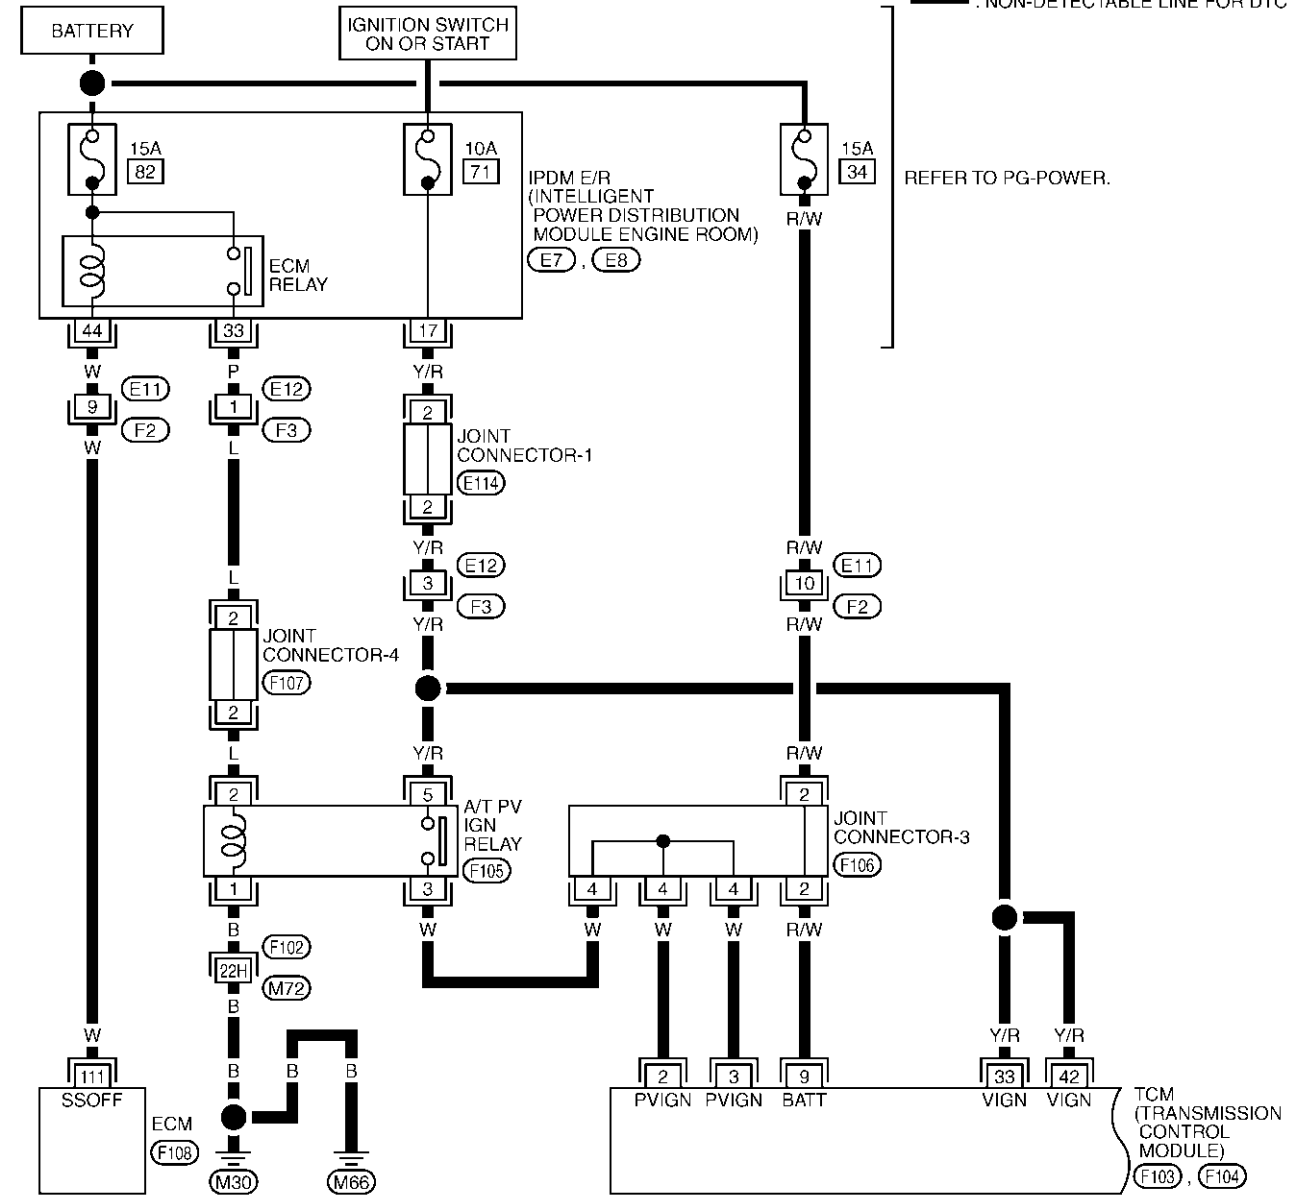 : NON-DETECTABLE LINE FOR DTC
BATTERY
IGNITION SWITCH
ON OR START
15A
82
10A
71
15A
34
REFER TO PG-POWER.
IPDM E/R
(INTELLIGENT
POWER DISTRIBUTION
MODULE ENGINE ROOM)
E7 , E8
R/W
ECM
RELAY
44
33
17
W
P
Y/R
9
E11
F2
1
E12
F3
2
JOINT
CONNECTOR-1
E114
2
W
L
Y/R
E12
3
F3
Y/R
R/W
E11
10
F2
R/W
L
2
JOINT
CONNECTOR-4
F107
2
L
Y/R
R/W
2
5
A/T PV
IGN
RELAY
F105
2
JOINT
CONNECTOR-3
F106
1
3
4
4
4
2
B
W
W
W
W
R/W
F102
22H
M72
B
W
B
B
B
Y/R
Y/R
111
SSOFF
ECM
F108
M30
M66
2
3
9
33
42
PVIGN
PVIGN
BATT
VIGN
VIGN
TCM
(TRANSMISSION
CONTROL
MODULE)
F103 , F104